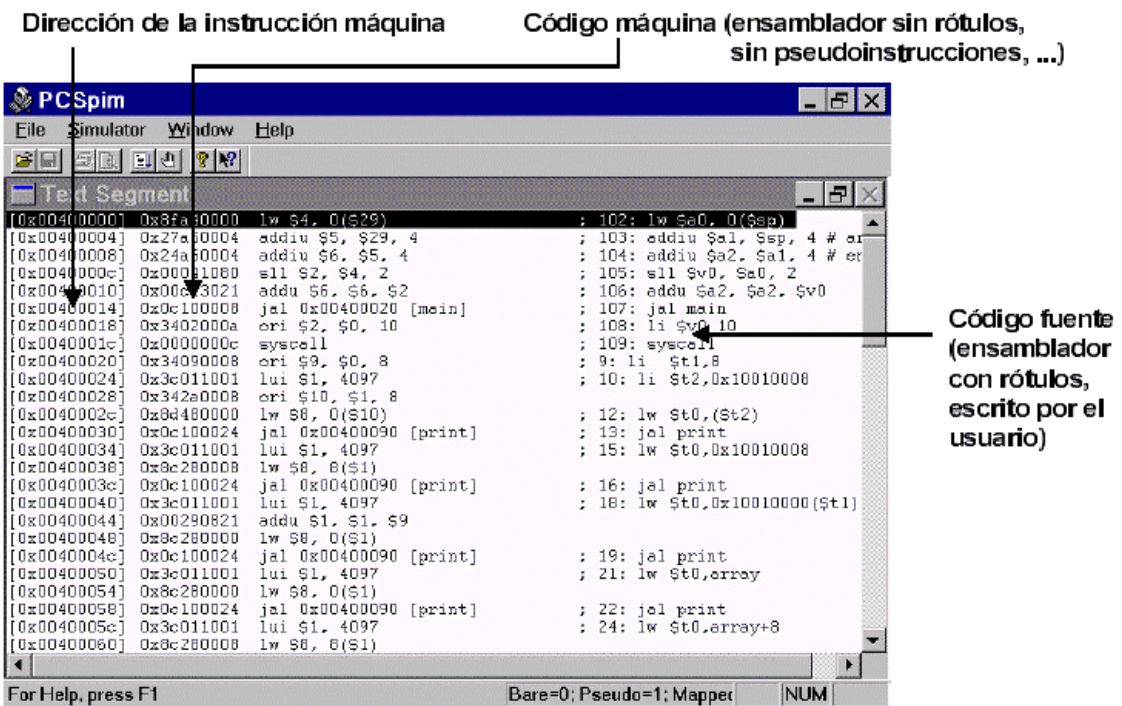 Dirección de la instrucción máquina
Código máquina (ensamblador sin rótulos,
sin pseudoinstrucciones, ...)
PCSpim
File Simulator Window Help
Text Segment
[0x00400000] 0x8fa40000 lw $4, 0($29) ; 102: lw $a0, 0($sp)
[0x00400004] 0x27a50004 addiu $5, $29, 4 ; 103: addiu $a1, $sp, 4 # ar
[0x00400008] 0x24a60004 addiu $6, $5, 4 ; 104: addiu $a2, $a1, 4 # er
[0x0040000c] 0x00041080 sll $2, $4, 2 ; 105: sll $v0, $a0, 2
[0x00400010] 0x00c23021 addu $6, $6, $2 ; 106: addu $a2, $a2, $v0
[0x00400014] 0x0c100008 jal 0x00400020 [main] ; 107: jal main
[0x00400018] 0x3402000a ori $2, $0, 10 ; 108: li $v0 10
[0x0040001c] 0x0000000c syscall ; 109: syscall
[0x00400020] 0x34090008 ori $9, $0, 8 ; 9: li $t1,8
[0x00400024] 0x3c011001 lui $1, 4097 ; 10: li $t2,0x10010008
[0x00400028] 0x342a0008 ori $10, $1, 8
[0x0040002c] 0x8d480000 lw $8, 0($10) ; 12: lw $t0,($t2)
[0x00400030] 0x0c100024 jal 0x00400090 [print] ; 13: jal print
[0x00400034] 0x3c011001 lui $1, 4097 ; 15: lw $t0,0x10010008
[0x00400038] 0x8c280008 lw $8, 8($1)
[0x0040003c] 0x0c100024 jal 0x00400090 [print] ; 16: jal print
[0x00400040] 0x3c011001 lui $1, 4097 ; 18: lw $t0,0x10010000($t1)
[0x00400044] 0x00290821 addu $1, $1, $9
[0x00400048] 0x8c280000 lw $8, 0($1)
[0x0040004c] 0x0c100024 jal 0x00400090 [print] ; 19: jal print
[0x00400050] 0x3c011001 lui $1, 4097 ; 21: lw $t0,array
[0x00400054] 0x8c280000 lw $8, 0($1)
[0x00400058] 0x0c100024 jal 0x00400090 [print] ; 22: jal print
[0x0040005c] 0x3c011001 lui $1, 4097 ; 24: lw $t0,array+8
[0x00400060] 0x8c280008 lw $8, 8($1)
Código fuente
(ensamblador
con rótulos,
escrito por el
usuario)
For Help, press F1
Bare=0; Pseudo=1; Mapped
NUM